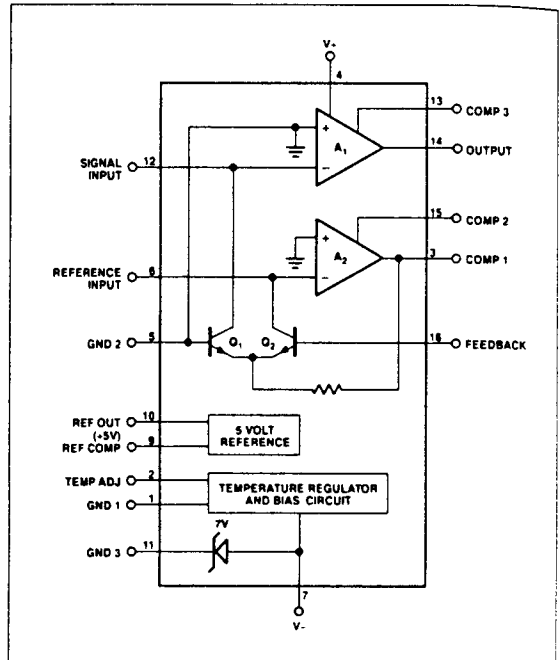 V+
4
13
COMP 3
+
A1
14
OUTPUT
SIGNAL
INPUT
12
−
15
COMP 2
+
A2
3
COMP 1
REFERENCE
INPUT
6
−
GND 2
5
Q1
Q2
16
FEEDBACK
REF OUT
(+5V)
10
REF COMP
9
5 VOLT
REFERENCE
TEMP ADJ
2
GND 1
1
TEMPERATURE REGULATOR
AND BIAS CIRCUIT
7V
GND 3
11
7
V−